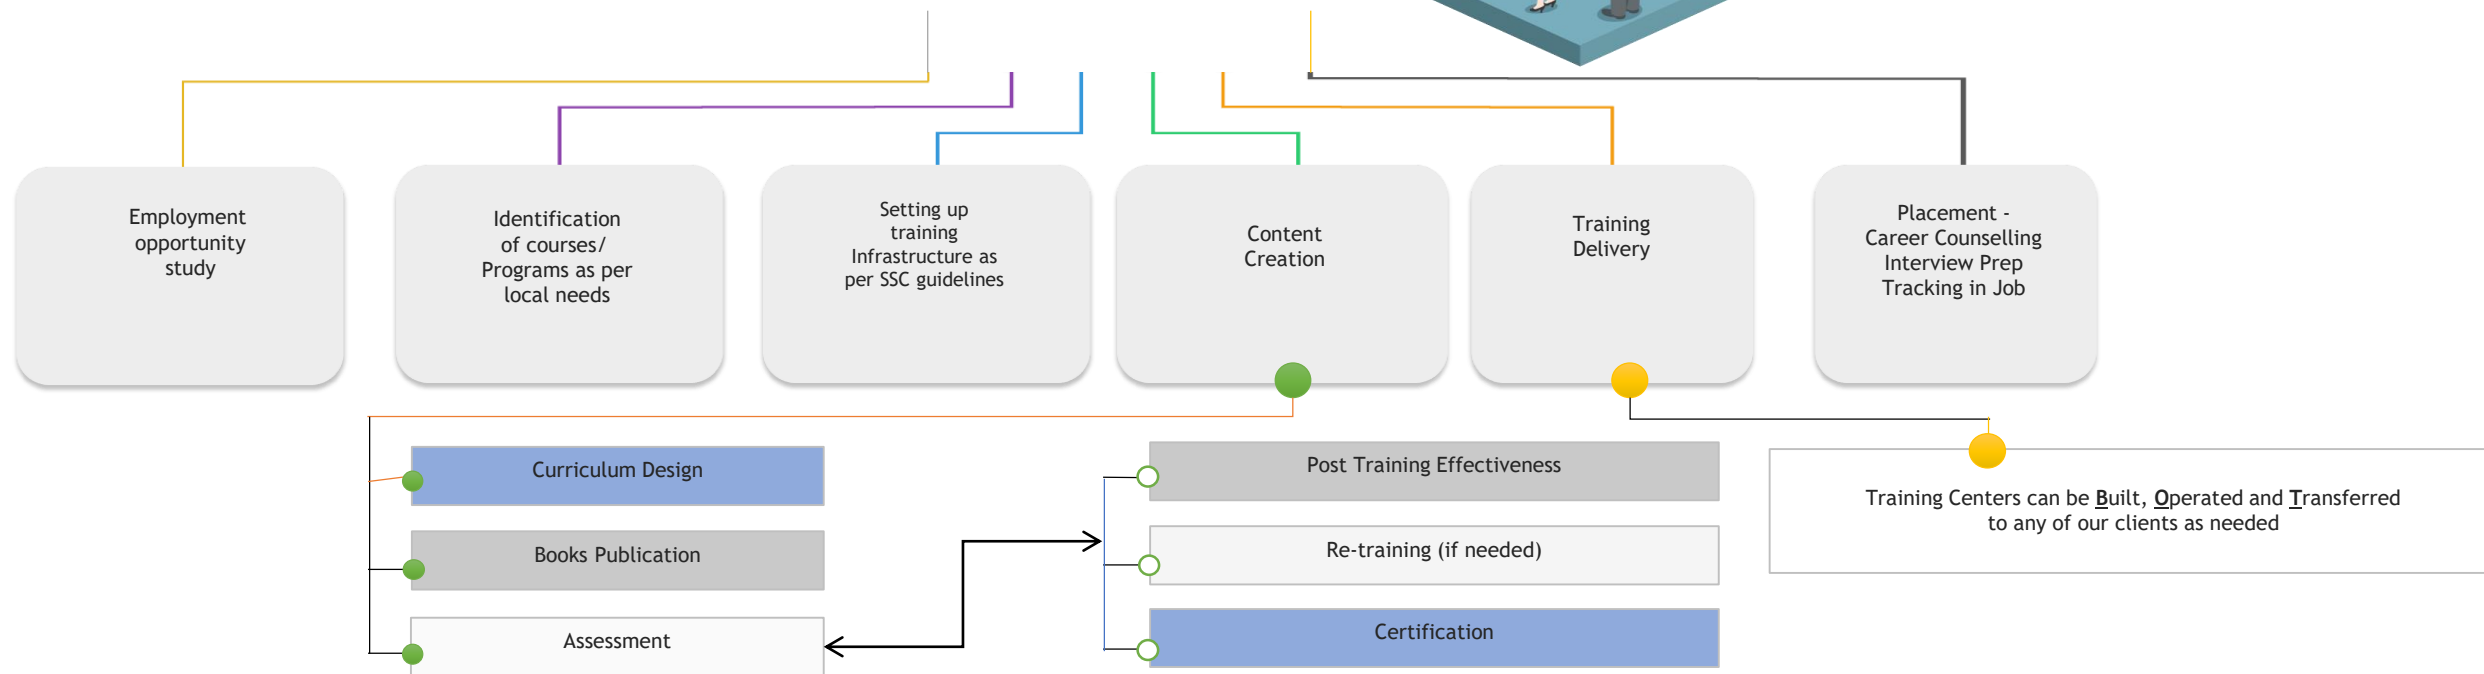 Employment
opportunity
study
Identification
of courses/
Programs as per
local needs
Setting up
training
Infrastructure as
per SSC guidelines
Content
Creation
Training
Delivery
Placement -
Career Counselling
Interview Prep
Tracking in Job
Curriculum Design
Books Publication
Assessment
Post Training Effectiveness
Re-training (if needed)
Certification
Training Centers can be Built, Operated and Transferred
to any of our clients as needed